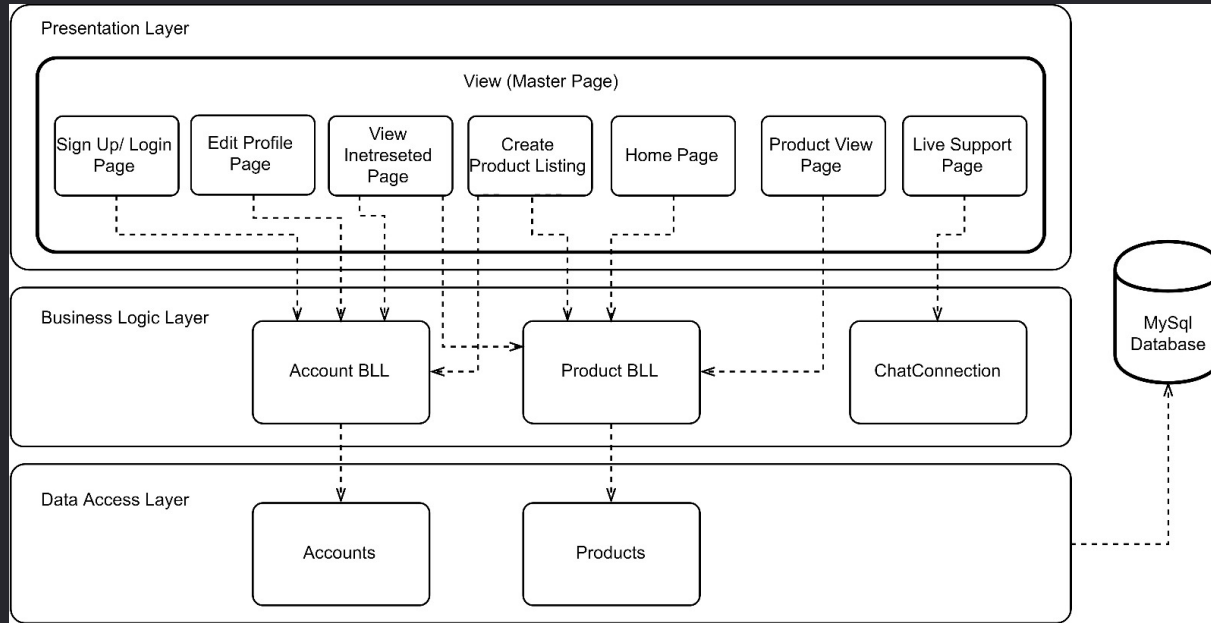 Presentation Layer
View (Master Page)
Sign Up/ Login
Page
Edit Profile
Page
View
Inetreseted
Page
Create
Product Listing
Home Page
Product View
Page
Live Support
Page
Business Logic Layer
Account BLL
Product BLL
ChatConnection
MySql
Database
Data Access Layer
Accounts
Products